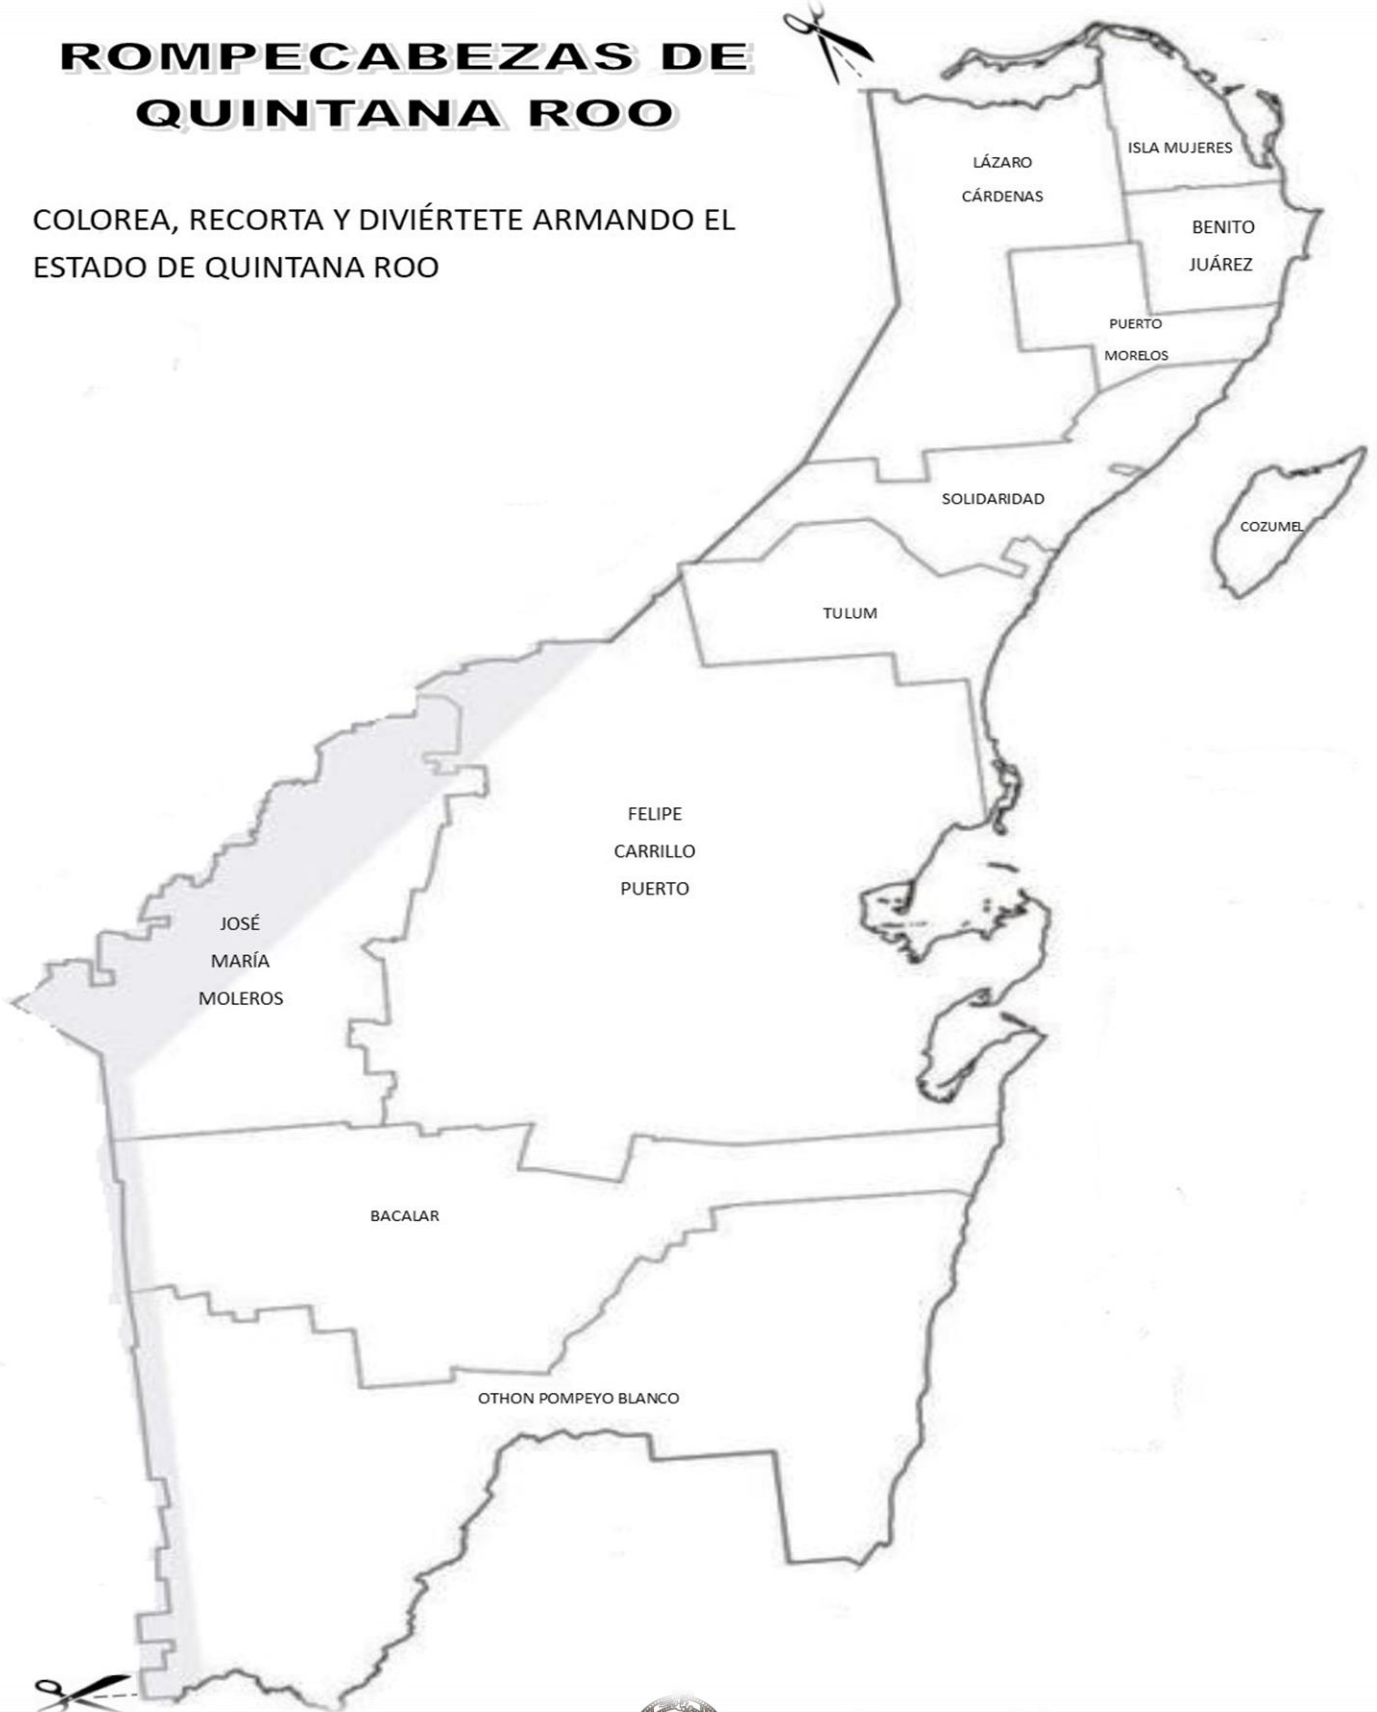 ROMPECABEZAS DE
QUINTANA ROO
COLOREA, RECORTA Y DIVIÉRTETE ARMANDO EL
ESTADO DE QUINTANA ROO
ISLA MUJERES
LÁZARO
CÁRDENAS
BENITO
JUÁREZ
PUERTO
MORELOS
SOLIDARIDAD
COZUMEL
TULUM
FELIPE
CARRILLO
PUERTO
JOSÉ
MARÍA
MOLEROS
BACALAR
OTHON POMPEYO BLANCO